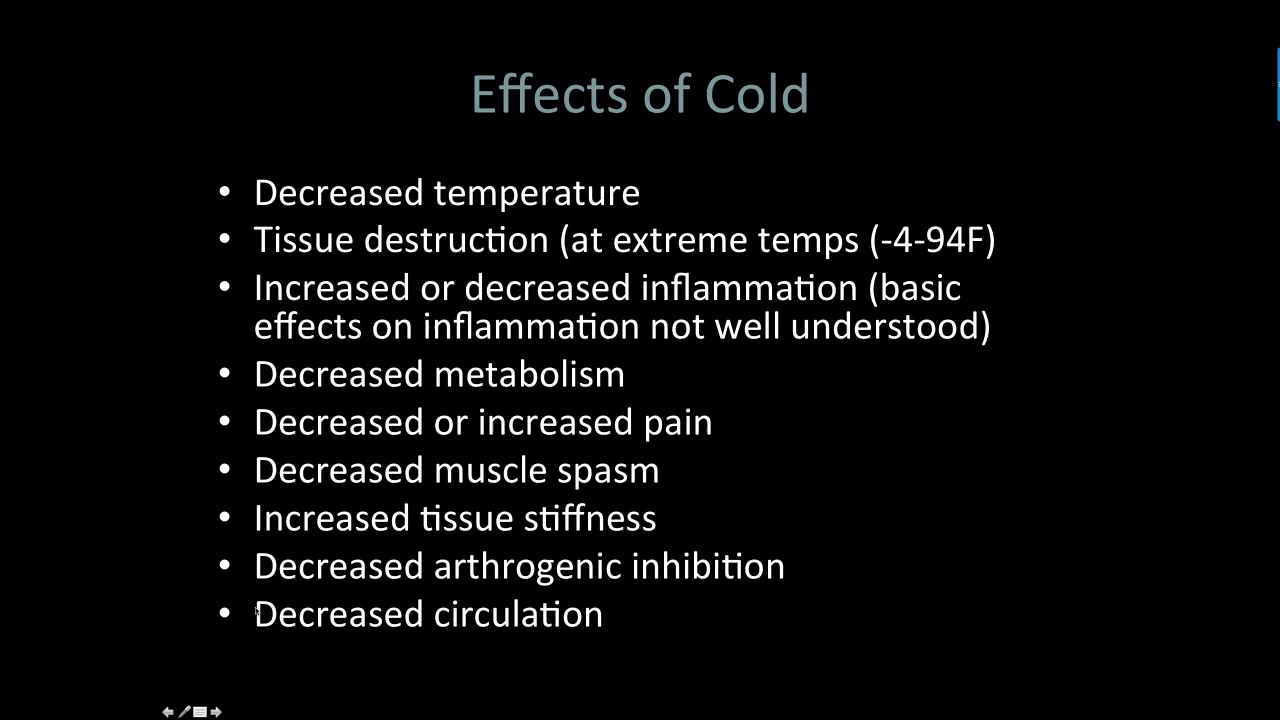 Effects of Cold
• Decreased temperature
• Tissue destruction (at extreme temps (-4-94F)
• Increased or decreased inflammation (basic
effects on inflammation not well understood)
• Decreased metabolism
• Decreased or increased pain
• Decreased muscle spasm
• Increased tissue stiffness
• Decreased arthrogenic inhibition
• Decreased circulation